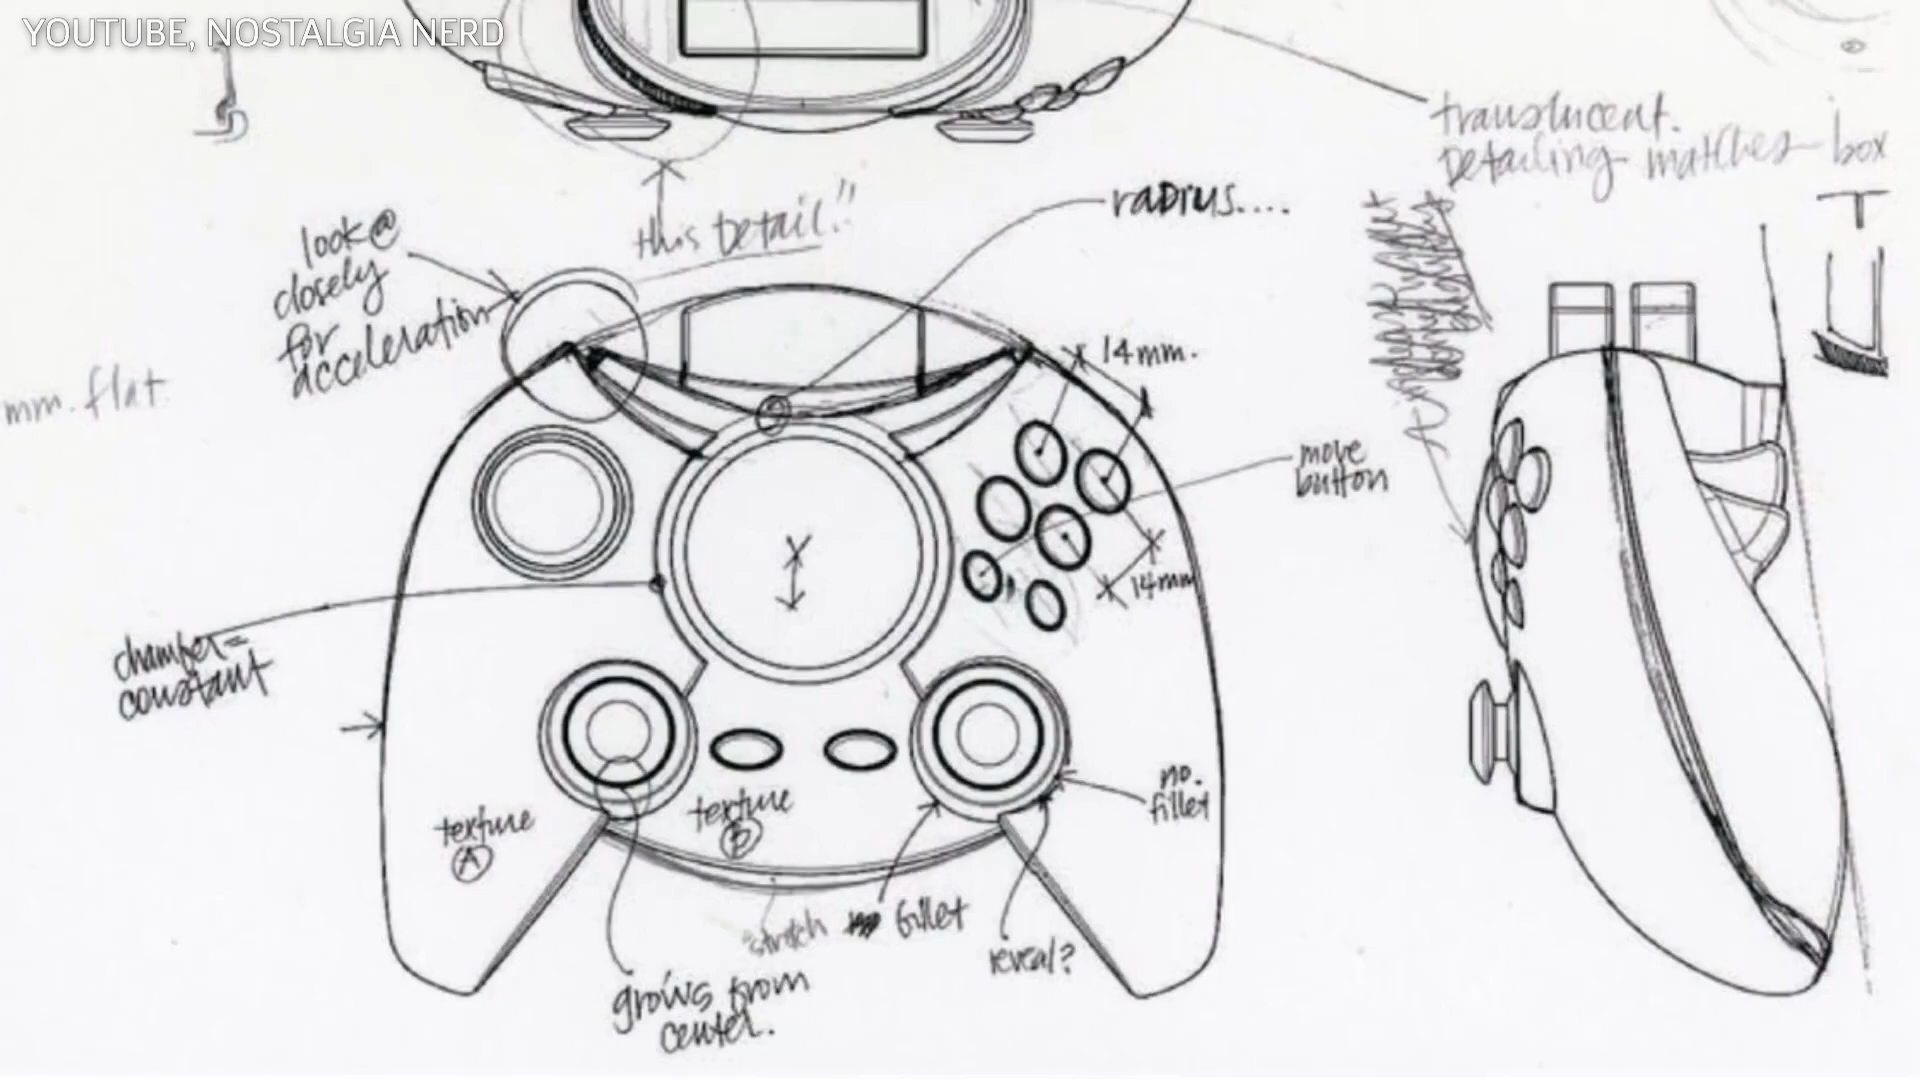 YOUTUBE, NOSTALGIA NERD
translucent.
Detailing matches box
radius....
this Detail!!
look @
closely
for
acceleration
14mm.
mm. flat
move
button
14mm
chamfer =
constant
no.
fillet
texture
A
texture
B
stretch
fillet
reveal?
grows from
center.